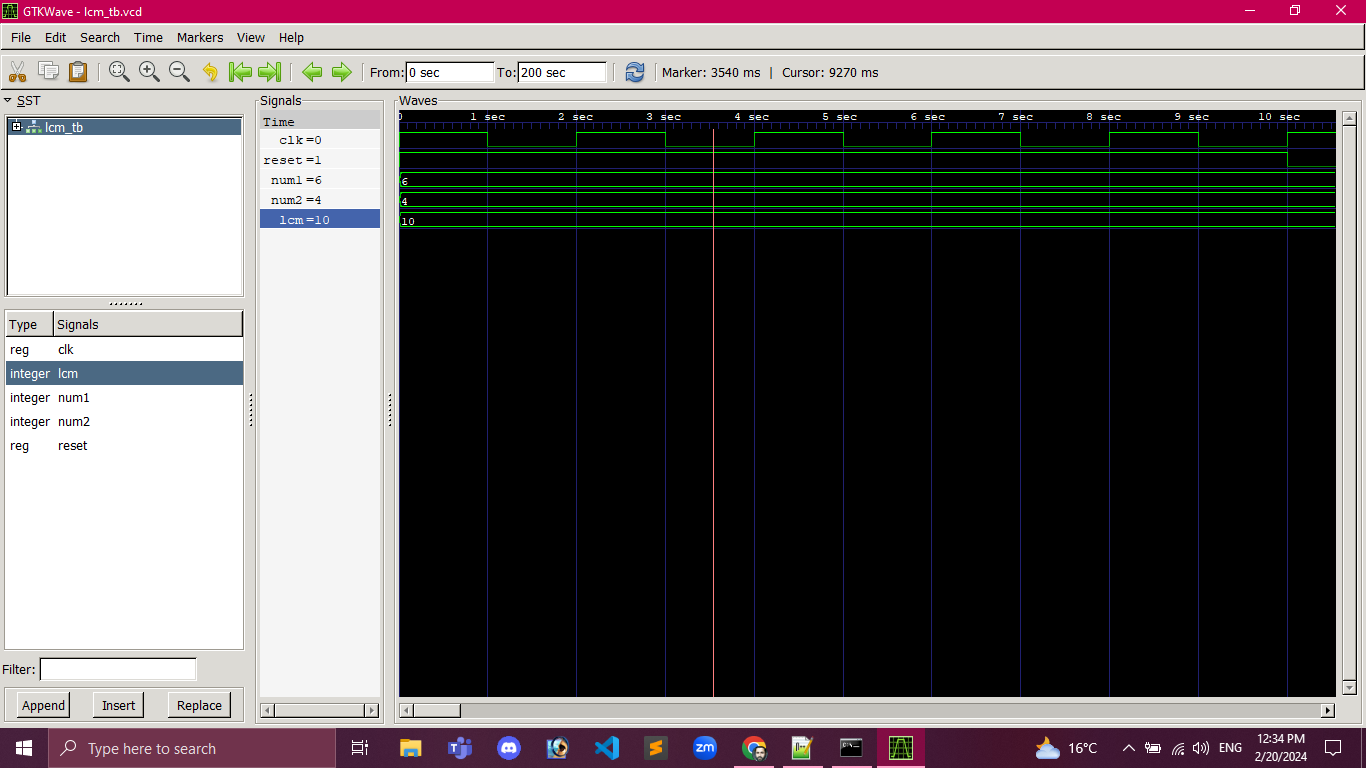 GTKWave - lcm_tb.vcd
File Edit Search Time Markers View Help
From: 0 sec To: 200 sec Marker: 3540 ms | Cursor: 9270 ms
SST
lcm_tb
Type Signals
reg clk
integer lcm
integer num1
integer num2
reg reset
Filter:
Append Insert Replace
Signals
Time
clk=0
reset=1
num1=6
num2=4
lcm=10
Waves
0 1 sec 2 sec 3 sec 4 sec 5 sec 6 sec 7 sec 8 sec 9 sec 10 sec
6
4
10
Type here to search
zm
16°C
ENG
12:34 PM
2/20/2024